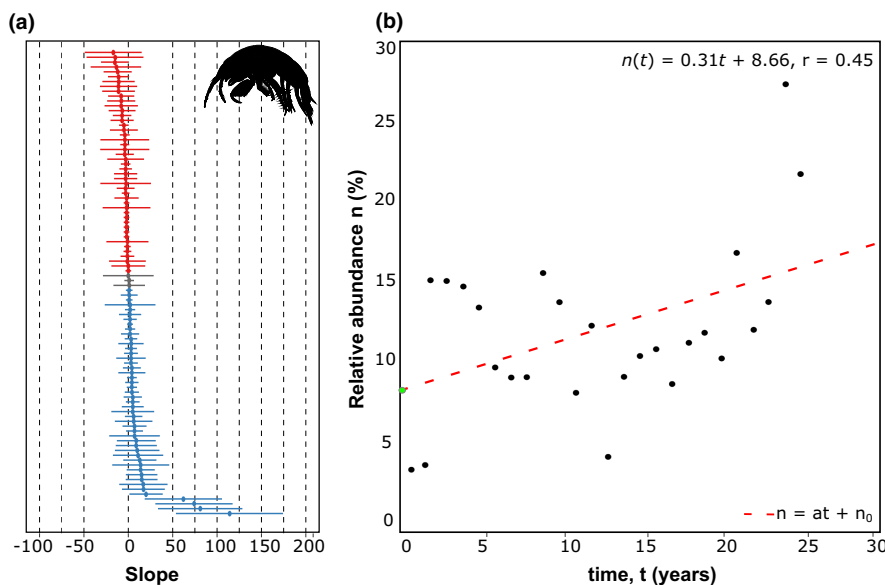 (a)
-100 -50 0 50 100 150 200
Slope
(b)
n(t) = 0.31t + 8.66, r = 0.45
30
25
20
15
10
5
0
Relative abundance n (%)
n = at + n₀
0 5 10 15 20 25 30
time, t (years)